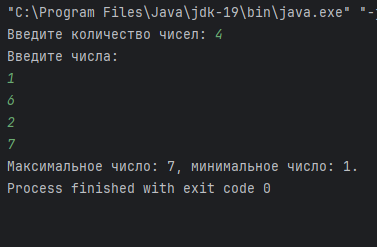 "C:\Program Files\Java\jdk-19\bin\java.exe" "-j
Введите количество чисел: 4
Введите числа:
1
6
2
7
Максимальное число: 7, минимальное число: 1.
Process finished with exit code 0